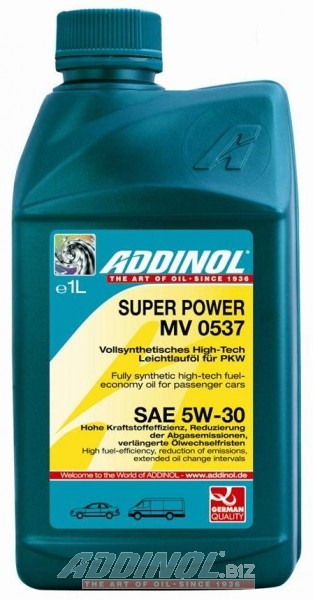 ADDINOL®
THE ART OF OIL-SINCE 1936
℮1L
SUPER POWER
MV 0537
Vollsynthetisches High-Tech
Leichtlauföl für PKW
Fully synthetic high-tech fuel-
economy oil for passenger cars
SAE 5W-30
Hohe Kraftstoffeffizienz, Reduzierung
der Abgasemissionen,
verlängerte Ölwechselfristen
High fuel-efficiency, reduction of emissions,
extended oil change intervals
Welcome to the World of ADDINOL - www.addinol.de
GERMAN
QUALITY
ADDINOL.BIZ
THE ART OF OIL-SINCE 1936